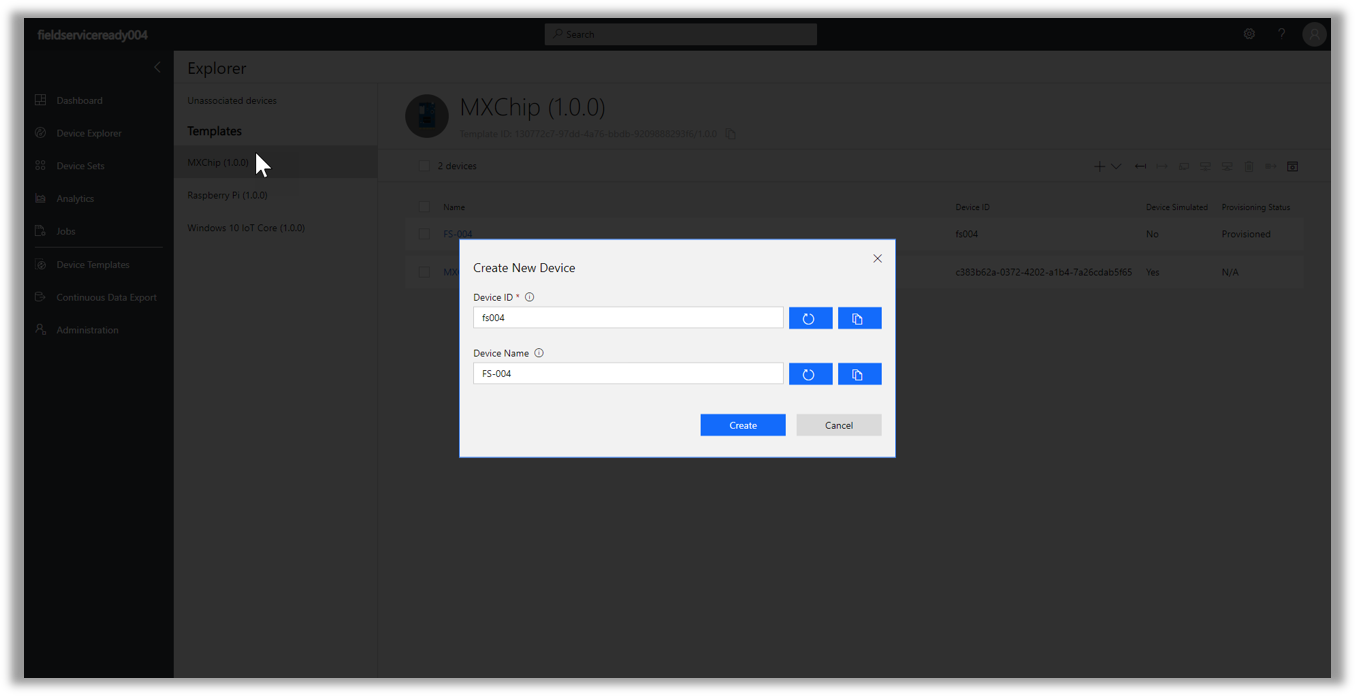 fieldserviceready004
Search
?
Explorer
Dashboard
Device Explorer
Device Sets
Analytics
Jobs
Device Templates
Continuous Data Export
Administration
Unassociated devices
Templates
MXChip (1.0.0)
Raspberry Pi (1.0.0)
Windows 10 IoT Core (1.0.0)
MXChip (1.0.0)
Template ID:
2 devices
Name Device ID Device Simulated Provisioning Status
FS-004 fs004 No Provisioned
c383b62a-0372-4202-a1b4-7a26cdab5f65 Yes N/A
Create New Device
Device ID *
fs004
Device Name
FS-004
Create Cancel